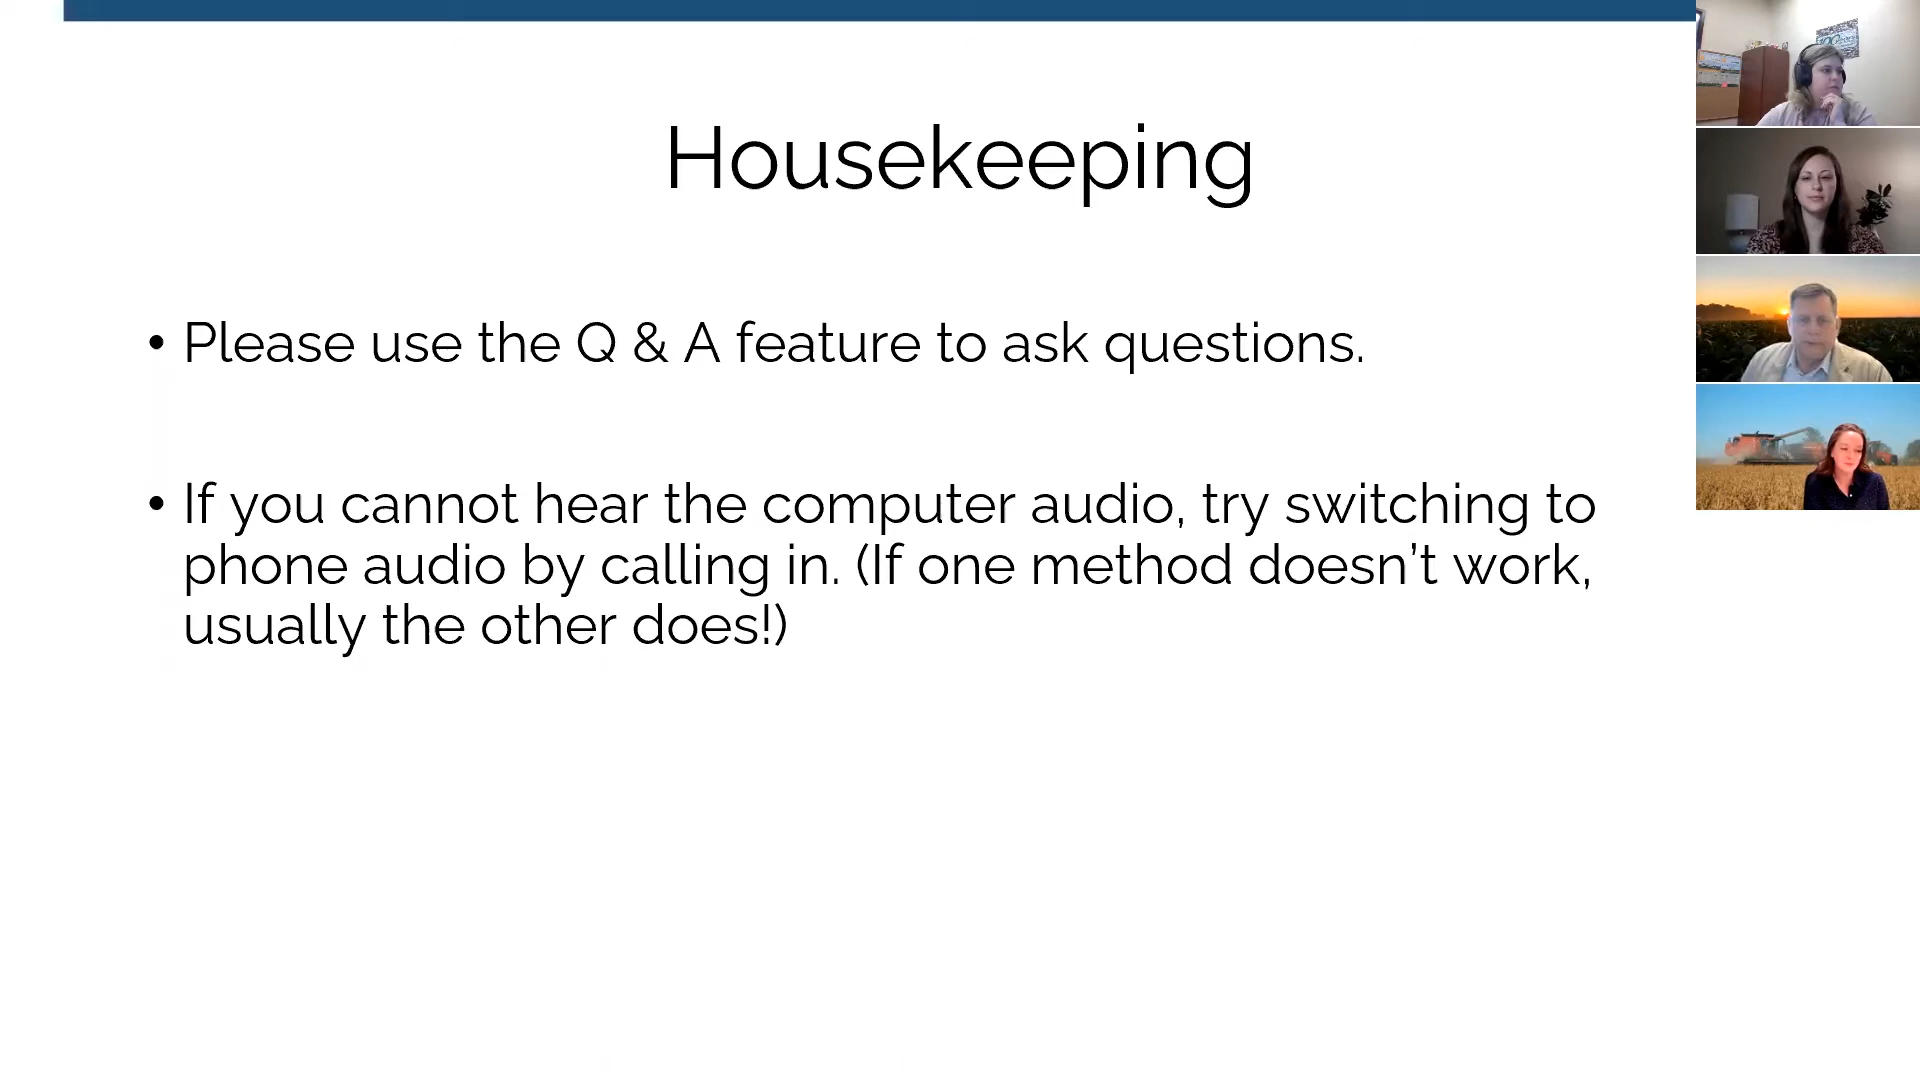 Housekeeping
• Please use the Q & A feature to ask questions.
• If you cannot hear the computer audio, try switching to
phone audio by calling in. (If one method doesn’t work,
usually the other does!)